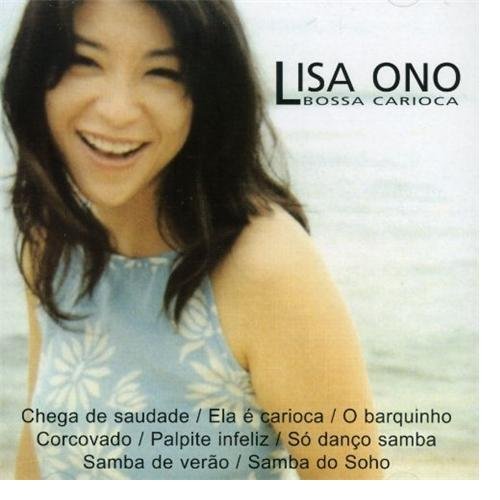 LISA ONO
BOSSA CARIOCA
Chega de saudade / Ela é carioca / O barquinho
Corcovado / Palpite infeliz / Só danço samba
Samba de verão / Samba do Soho